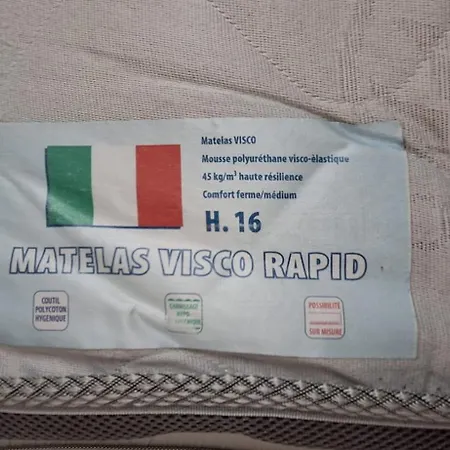 Matelas VISCO
Mousse polyuréthane visco-élastique
45 kg/m³ haute résilience
Comfort ferme/médium
H. 16
MATELAS VISCO RAPID
COUTIL
POLYCOTON
HYGENIQUE
POSSIBILITE
SUR MESURE